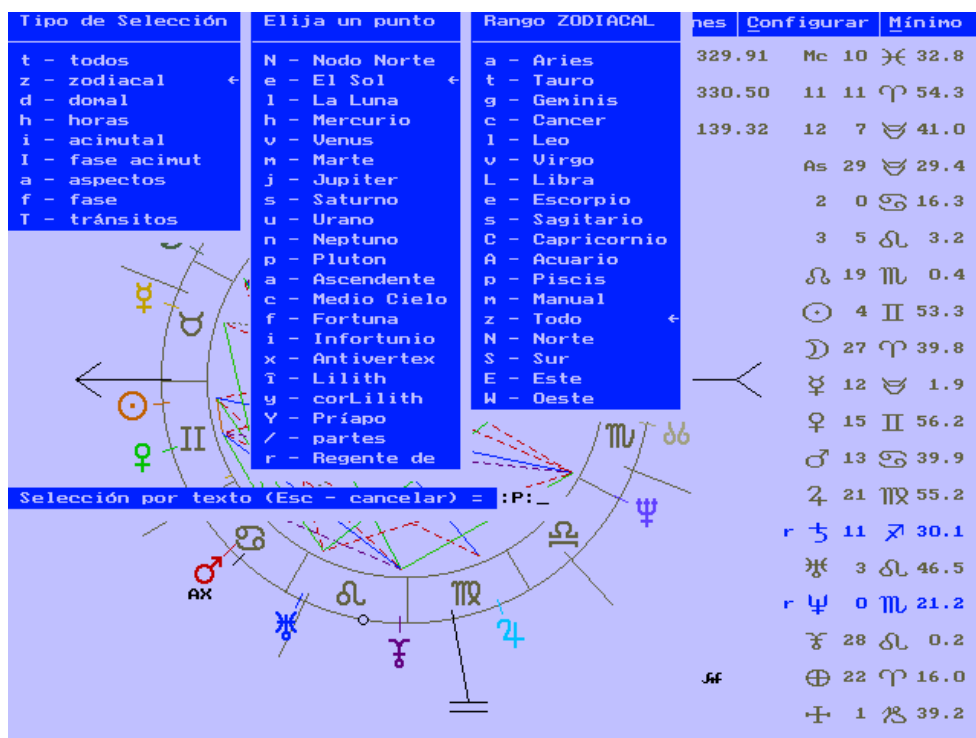 Tipo de Selección
t - todos
z - zodiacal ←
d - domal
h - horas
i - acimutal
I - fase acimut
a - aspectos
f - fase
T - tránsitos
Elija un punto
N - Nodo Norte
e - El Sol ←
l - La Luna
h - Mercurio
v - Venus
m - Marte
j - Jupiter
s - Saturno
u - Urano
n - Neptuno
p - Pluton
a - Ascendente
c - Medio Cielo
f - Fortuna
i - Infortunio
x - Antivertex
ī - Lilith
y - corLilith
Y - Príapo
/ - partes
r - Regente de
Rango ZODIACAL
a - Aries
t - Tauro
g - Geminis
c - Cancer
l - Leo
v - Virgo
L - Libra
e - Escorpio
s - Sagitario
C - Capricornio
A - Acuario
p - Piscis
m - Manual
z - Todo ←
N - Norte
S - Sur
E - Este
W - Oeste
nes Configurar Mínimo
329.91 Mc 10 ♓ 32.8
330.50 11 11 ♈ 54.3
139.32 12 7 ♉ 41.0
As 29 ♉ 29.4
2 0 ♋ 16.3
3 5 ♌ 3.2
☊ 19 ♏ 0.4
☉ 4 ♊ 53.3
☽ 27 ♈ 39.8
☿ 12 ♉ 1.9
♀ 15 ♊ 56.2
♂ 13 ♋ 39.9
♃ 21 ♍ 55.2
r ♄ 11 ♐ 30.1
♅ 3 ♌ 46.5
r ♆ 0 ♏ 21.2
28 ♌ 0.2
⊕ 22 ♈ 16.0
1 ♑ 39.2
Selección por texto (Esc - cancelar) = :P:_
AX